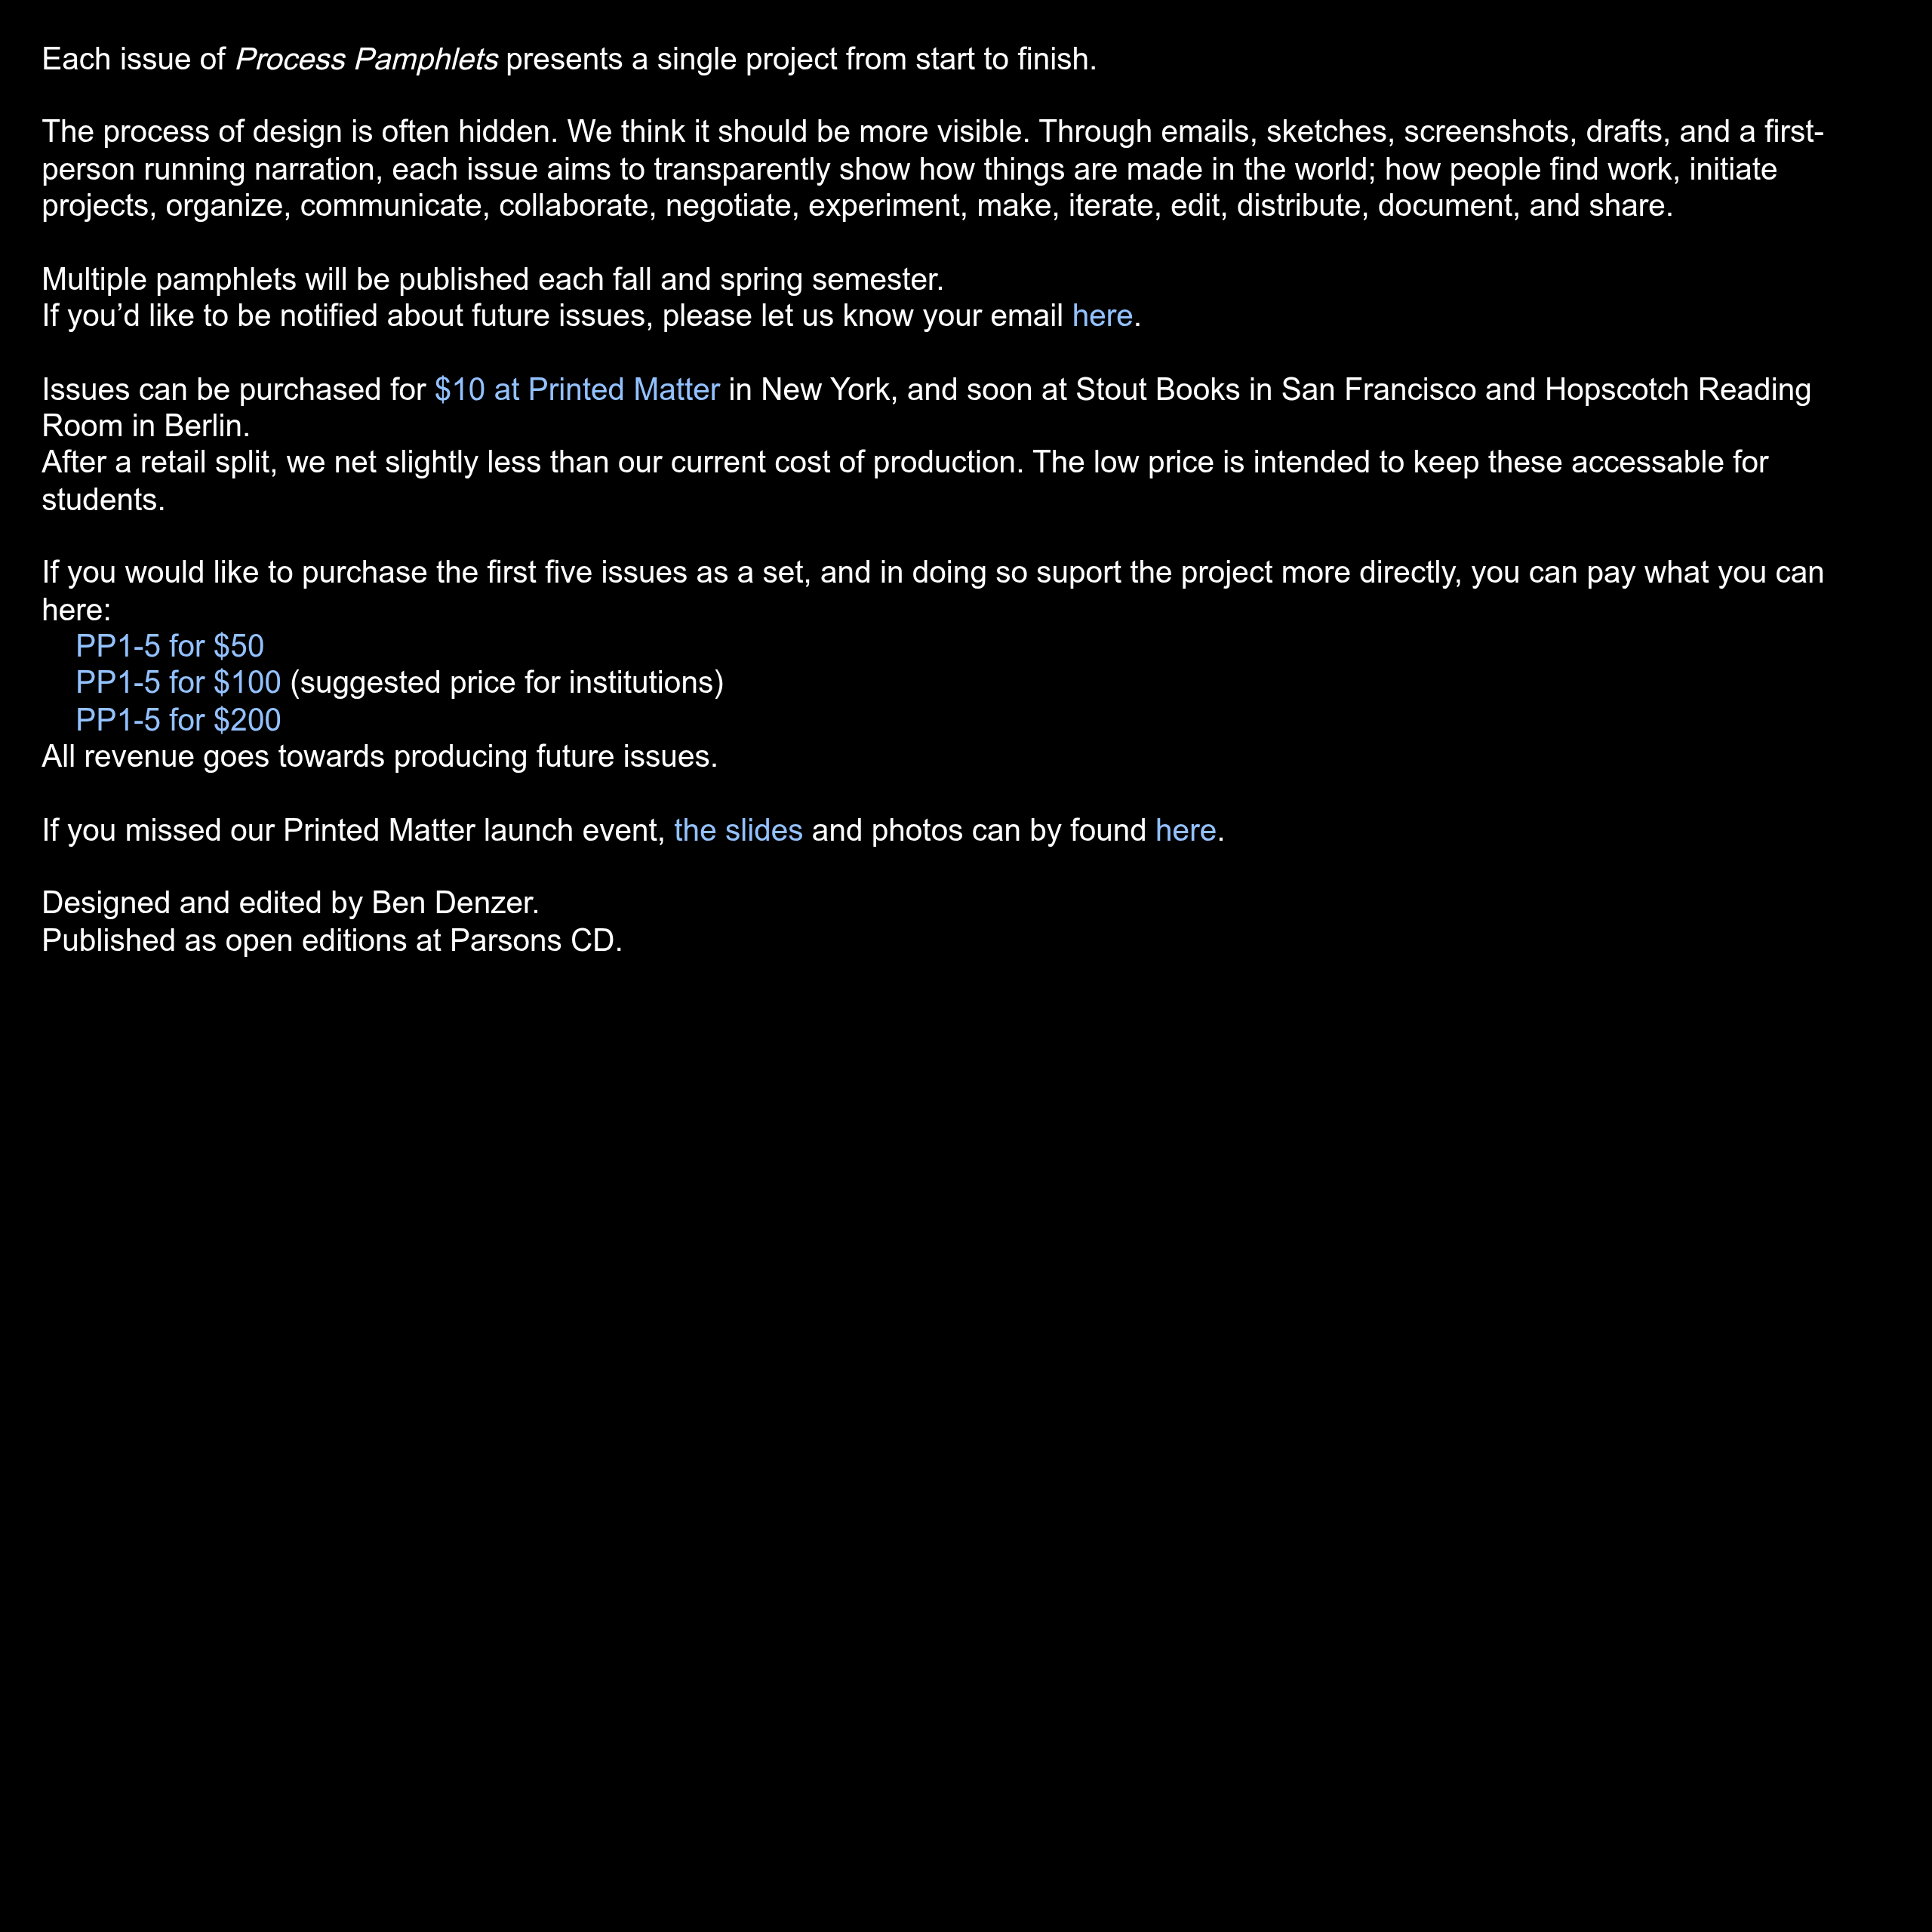 Each issue of Process Pamphlets presents a single project from start to finish.
The process of design is often hidden. We think it should be more visible. Through emails, sketches, screenshots, drafts, and a first-
person running narration, each issue aims to transparently show how things are made in the world; how people find work, initiate
projects, organize, communicate, collaborate, negotiate, experiment, make, iterate, edit, distribute, document, and share.
Multiple pamphlets will be published each fall and spring semester.
If you’d like to be notified about future issues, please let us know your email here.
Issues can be purchased for $10 at Printed Matter in New York, and soon at Stout Books in San Francisco and Hopscotch Reading
Room in Berlin.
After a retail split, we net slightly less than our current cost of production. The low price is intended to keep these accessable for
students.
If you would like to purchase the first five issues as a set, and in doing so suport the project more directly, you can pay what you can
here:
PP1-5 for $50
PP1-5 for $100 (suggested price for institutions)
PP1-5 for $200
All revenue goes towards producing future issues.
If you missed our Printed Matter launch event, the slides and photos can by found here.
Designed and edited by Ben Denzer.
Published as open editions at Parsons CD.